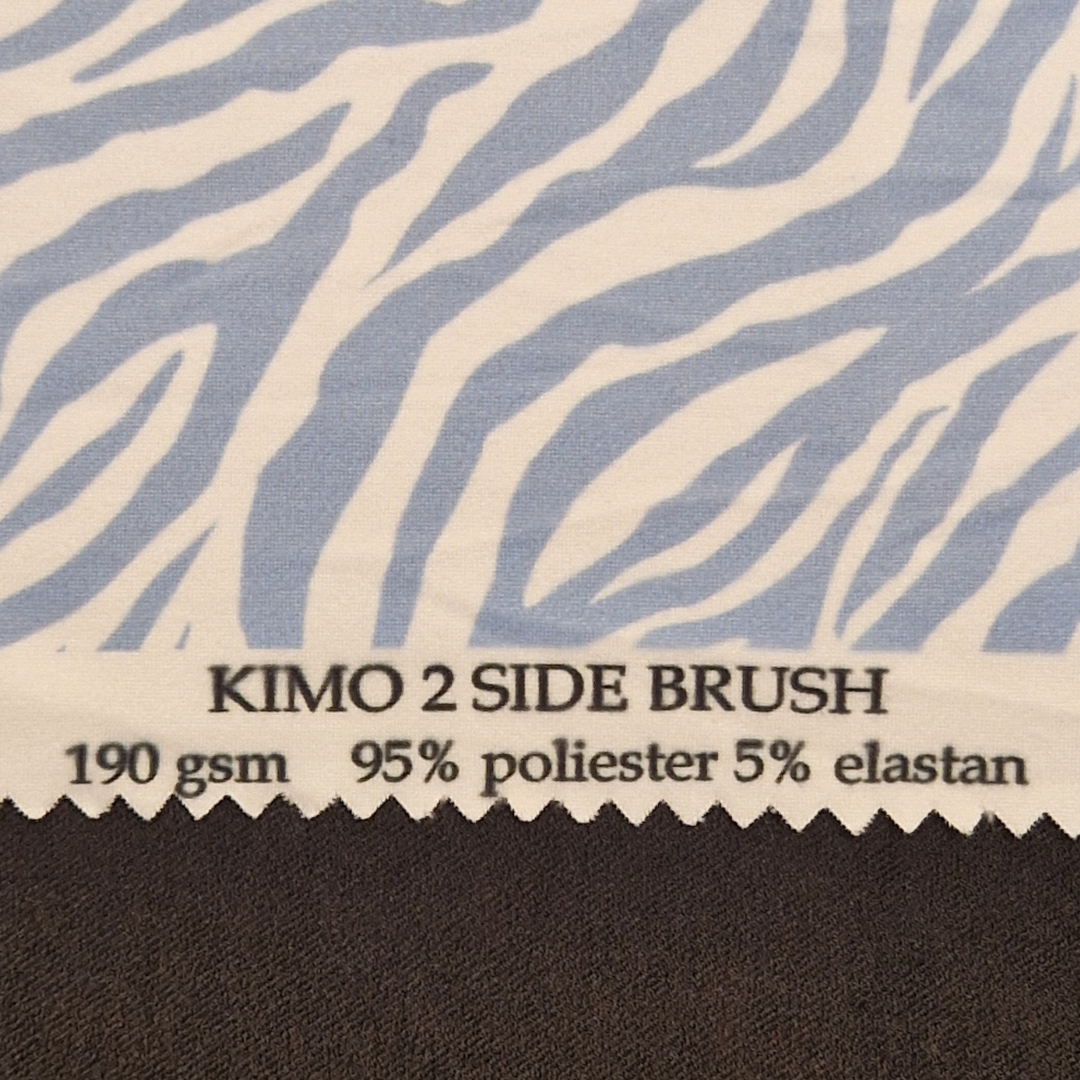 KIMO 2 SIDE BRUSH
190 gsm 95% poliester 5% elastan